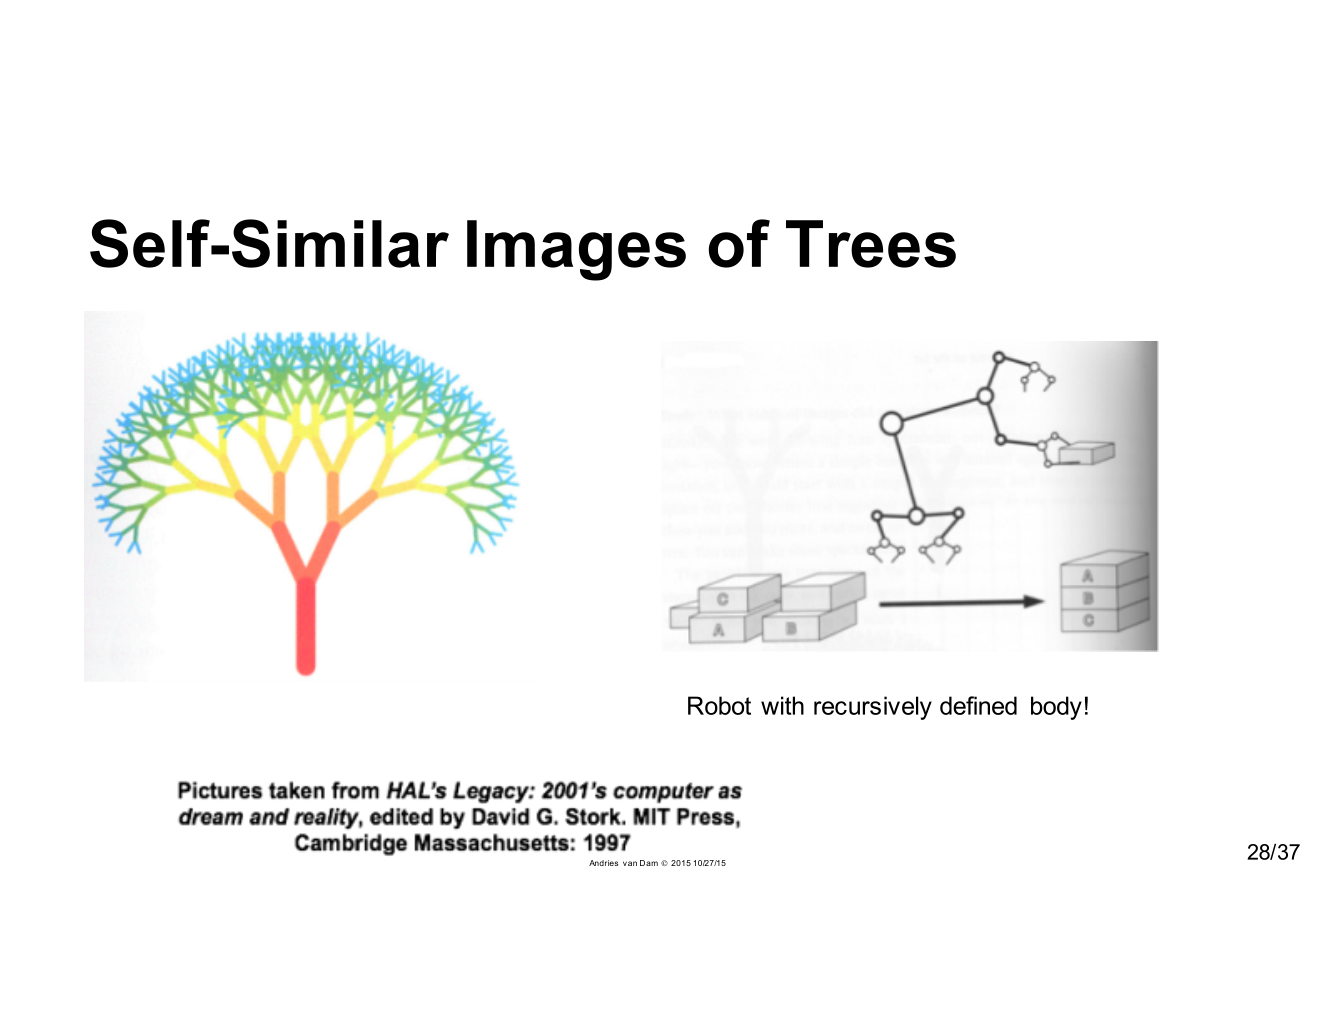 Self-Similar Images of Trees
C
A
B
A
B
C
Robot with recursively defined body!
Pictures taken from HAL's Legacy: 2001's computer as
dream and reality, edited by David G. Stork. MIT Press,
Cambridge Massachusetts: 1997
Andries van Dam © 2015 10/27/15
28/37